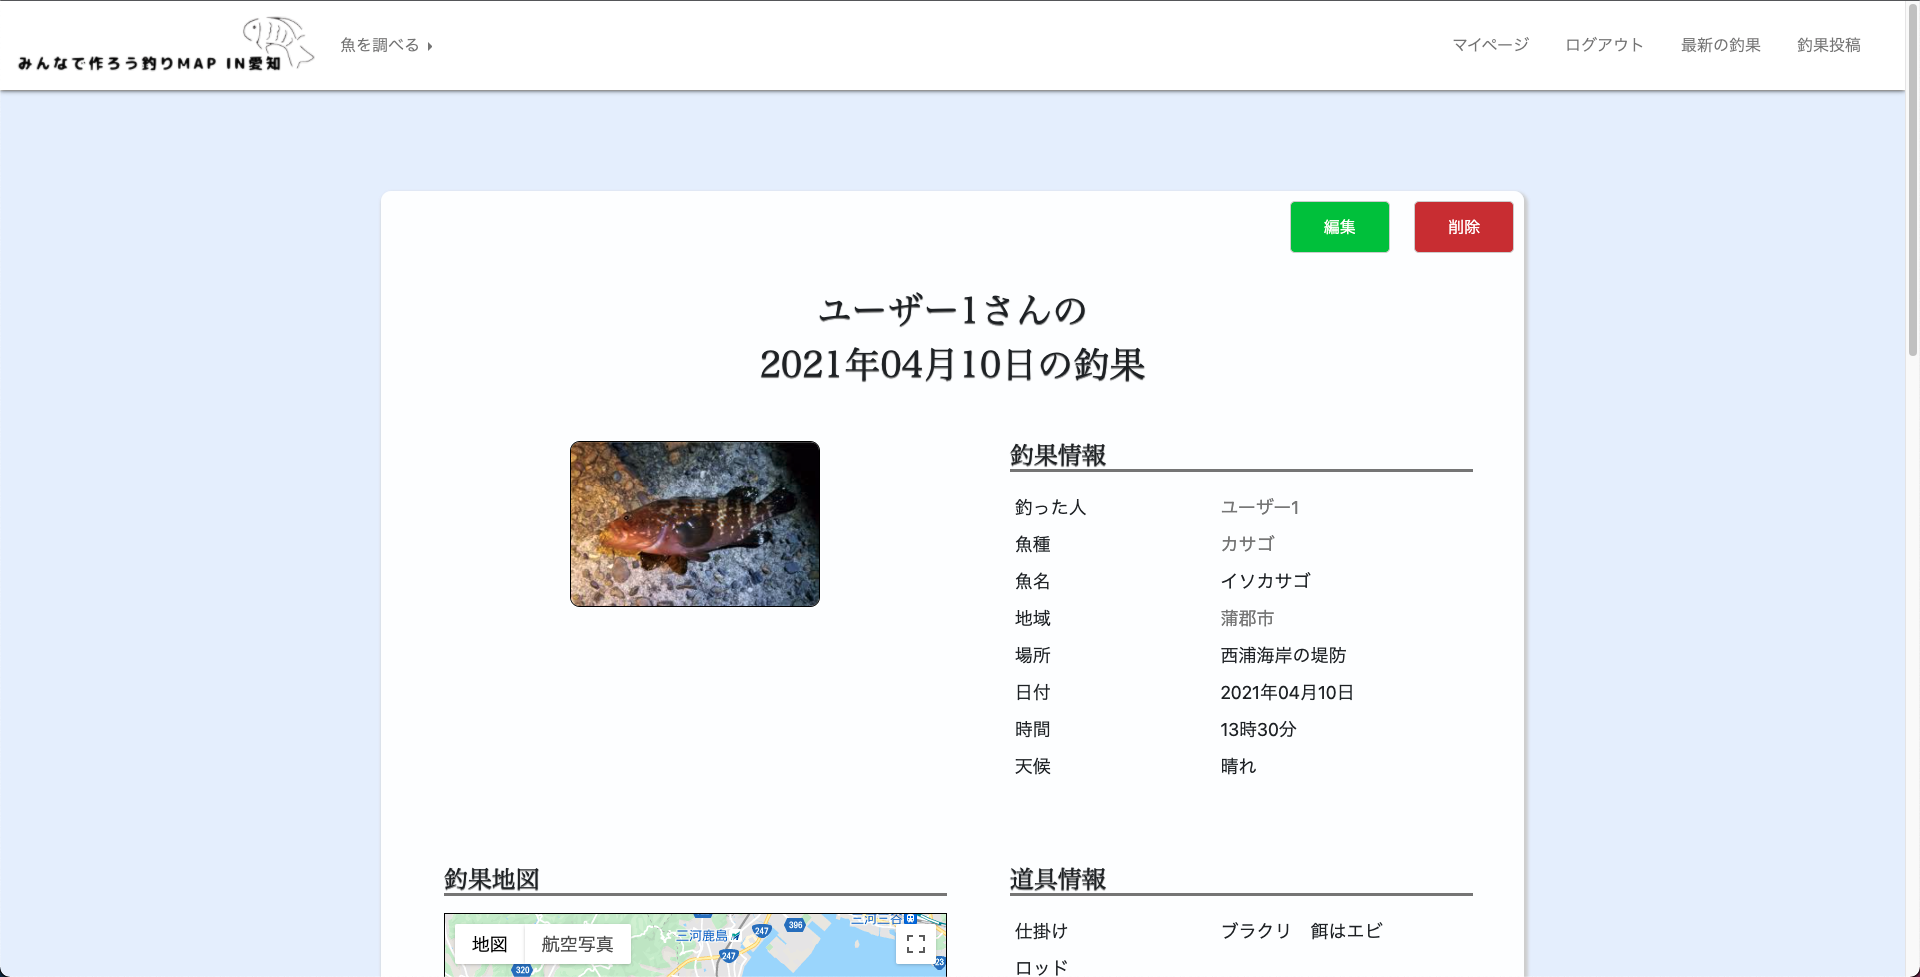 みんなで作ろう釣りMAP IN愛知
魚を調べる
マイページ
ログアウト
最新の釣果
釣果投稿
編集
削除
ユーザー1さんの
2021年04月10日の釣果
釣果情報
釣った人 ユーザー1
魚種 カサゴ
魚名 イソカサゴ
地域 蒲郡市
場所 西浦海岸の堤防
日付 2021年04月10日
時間 13時30分
天候 晴れ
釣果地図
地図
航空写真
三河三谷
三河鹿島
396
247
247
320
23
道具情報
仕掛け ブラクリ　餌はエビ
ロッド